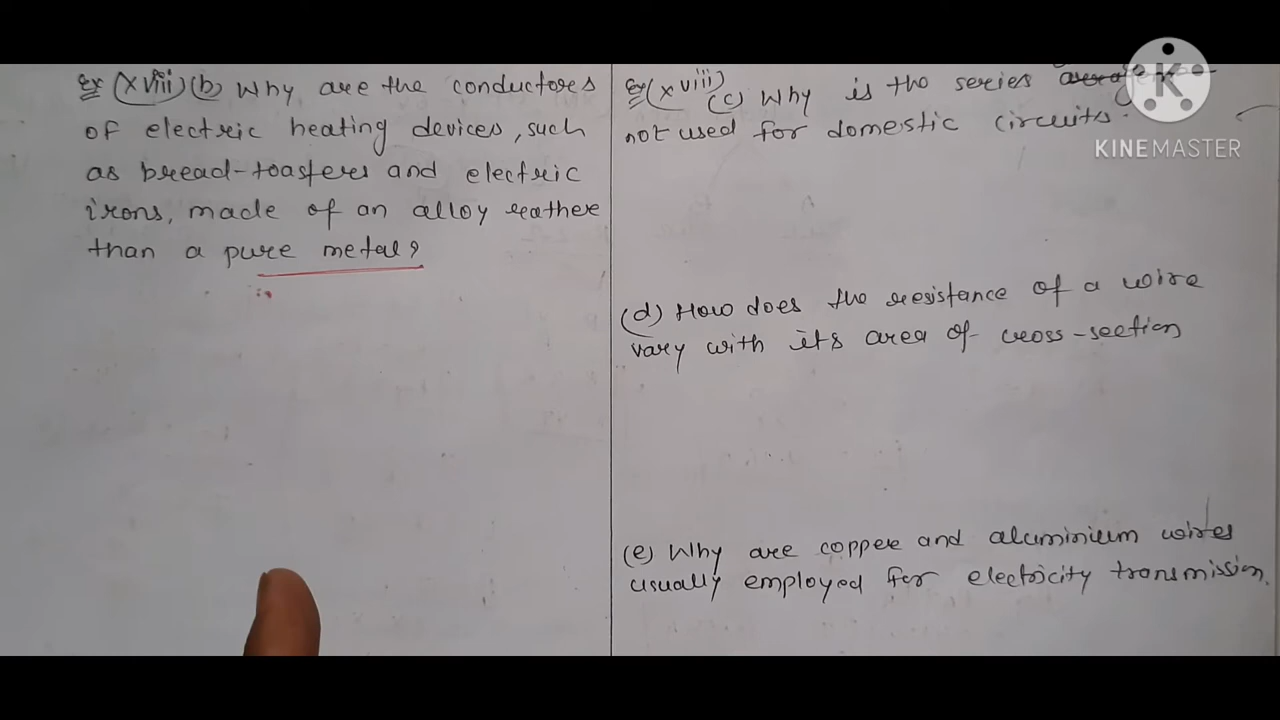 Ex (xviii) (b) Why are the conductors
of electric heating devices, such
as bread-toasters and electric
irons, made of an alloy rather
than a pure metal?
Ex (xviii) (c) Why is the series
not used for domestic circuits.
(d) How does the resistance of a wire
vary with its area of cross-section
(e) Why are copper and aluminium wires
usually employed for electricity transmission.
K
KINEMASTER